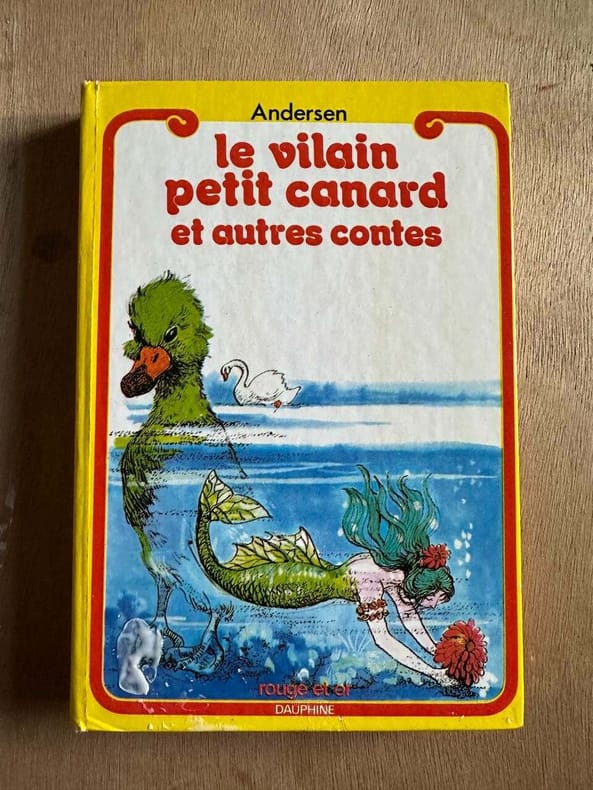 Andersen
le vilain
petit canard
et autres contes
rouge et or
DAUPHINE